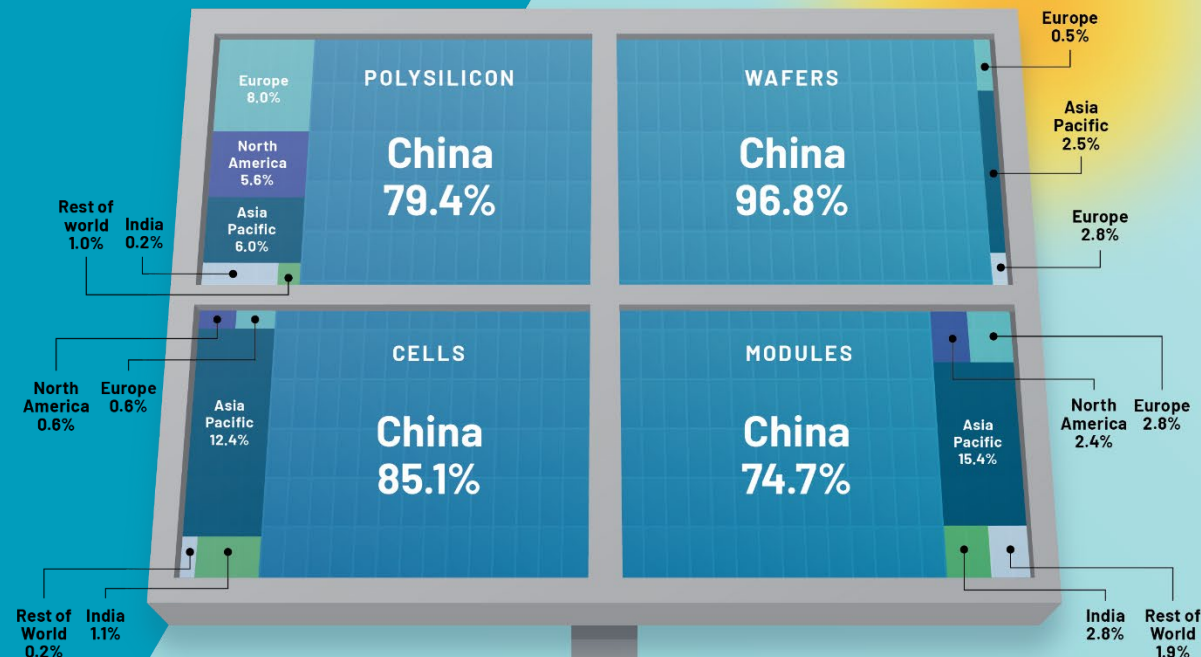 POLYSILICON
China
79.4%
Europe
8.0%
North
America
5.6%
Asia
Pacific
6.0%
Rest of
world
1.0%
India
0.2%
WAFERS
China
96.8%
Europe
0.5%
Asia
Pacific
2.5%
Europe
2.8%
CELLS
China
85.1%
North
America
0.6%
Europe
0.6%
Asia
Pacific
12.4%
Rest of
World
0.2%
India
1.1%
MODULES
China
74.7%
North
America
2.4%
Europe
2.8%
Asia
Pacific
15.4%
India
2.8%
Rest of
World
1.9%